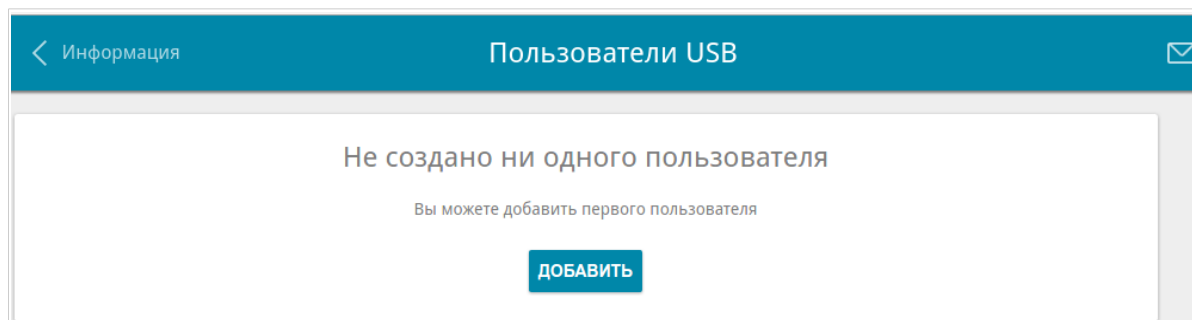 Информация
Пользователи USB
Не создано ни одного пользователя
Вы можете добавить первого пользователя
ДОБАВИТЬ